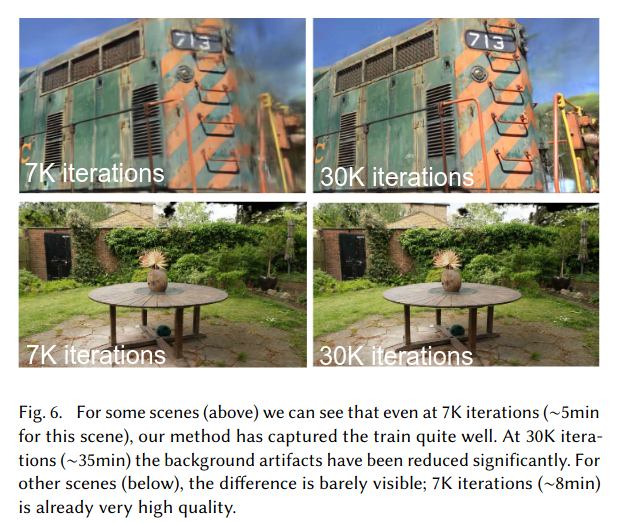 713
713
C
C
7K iterations
30K iterations
7K iterations
30K iterations
Fig. 6. For some scenes (above) we can see that even at 7K iterations (~5min
for this scene), our method has captured the train quite well. At 30K itera-
tions (~35min) the background artifacts have been reduced significantly. For
other scenes (below), the difference is barely visible; 7K iterations (~8min)
is already very high quality.